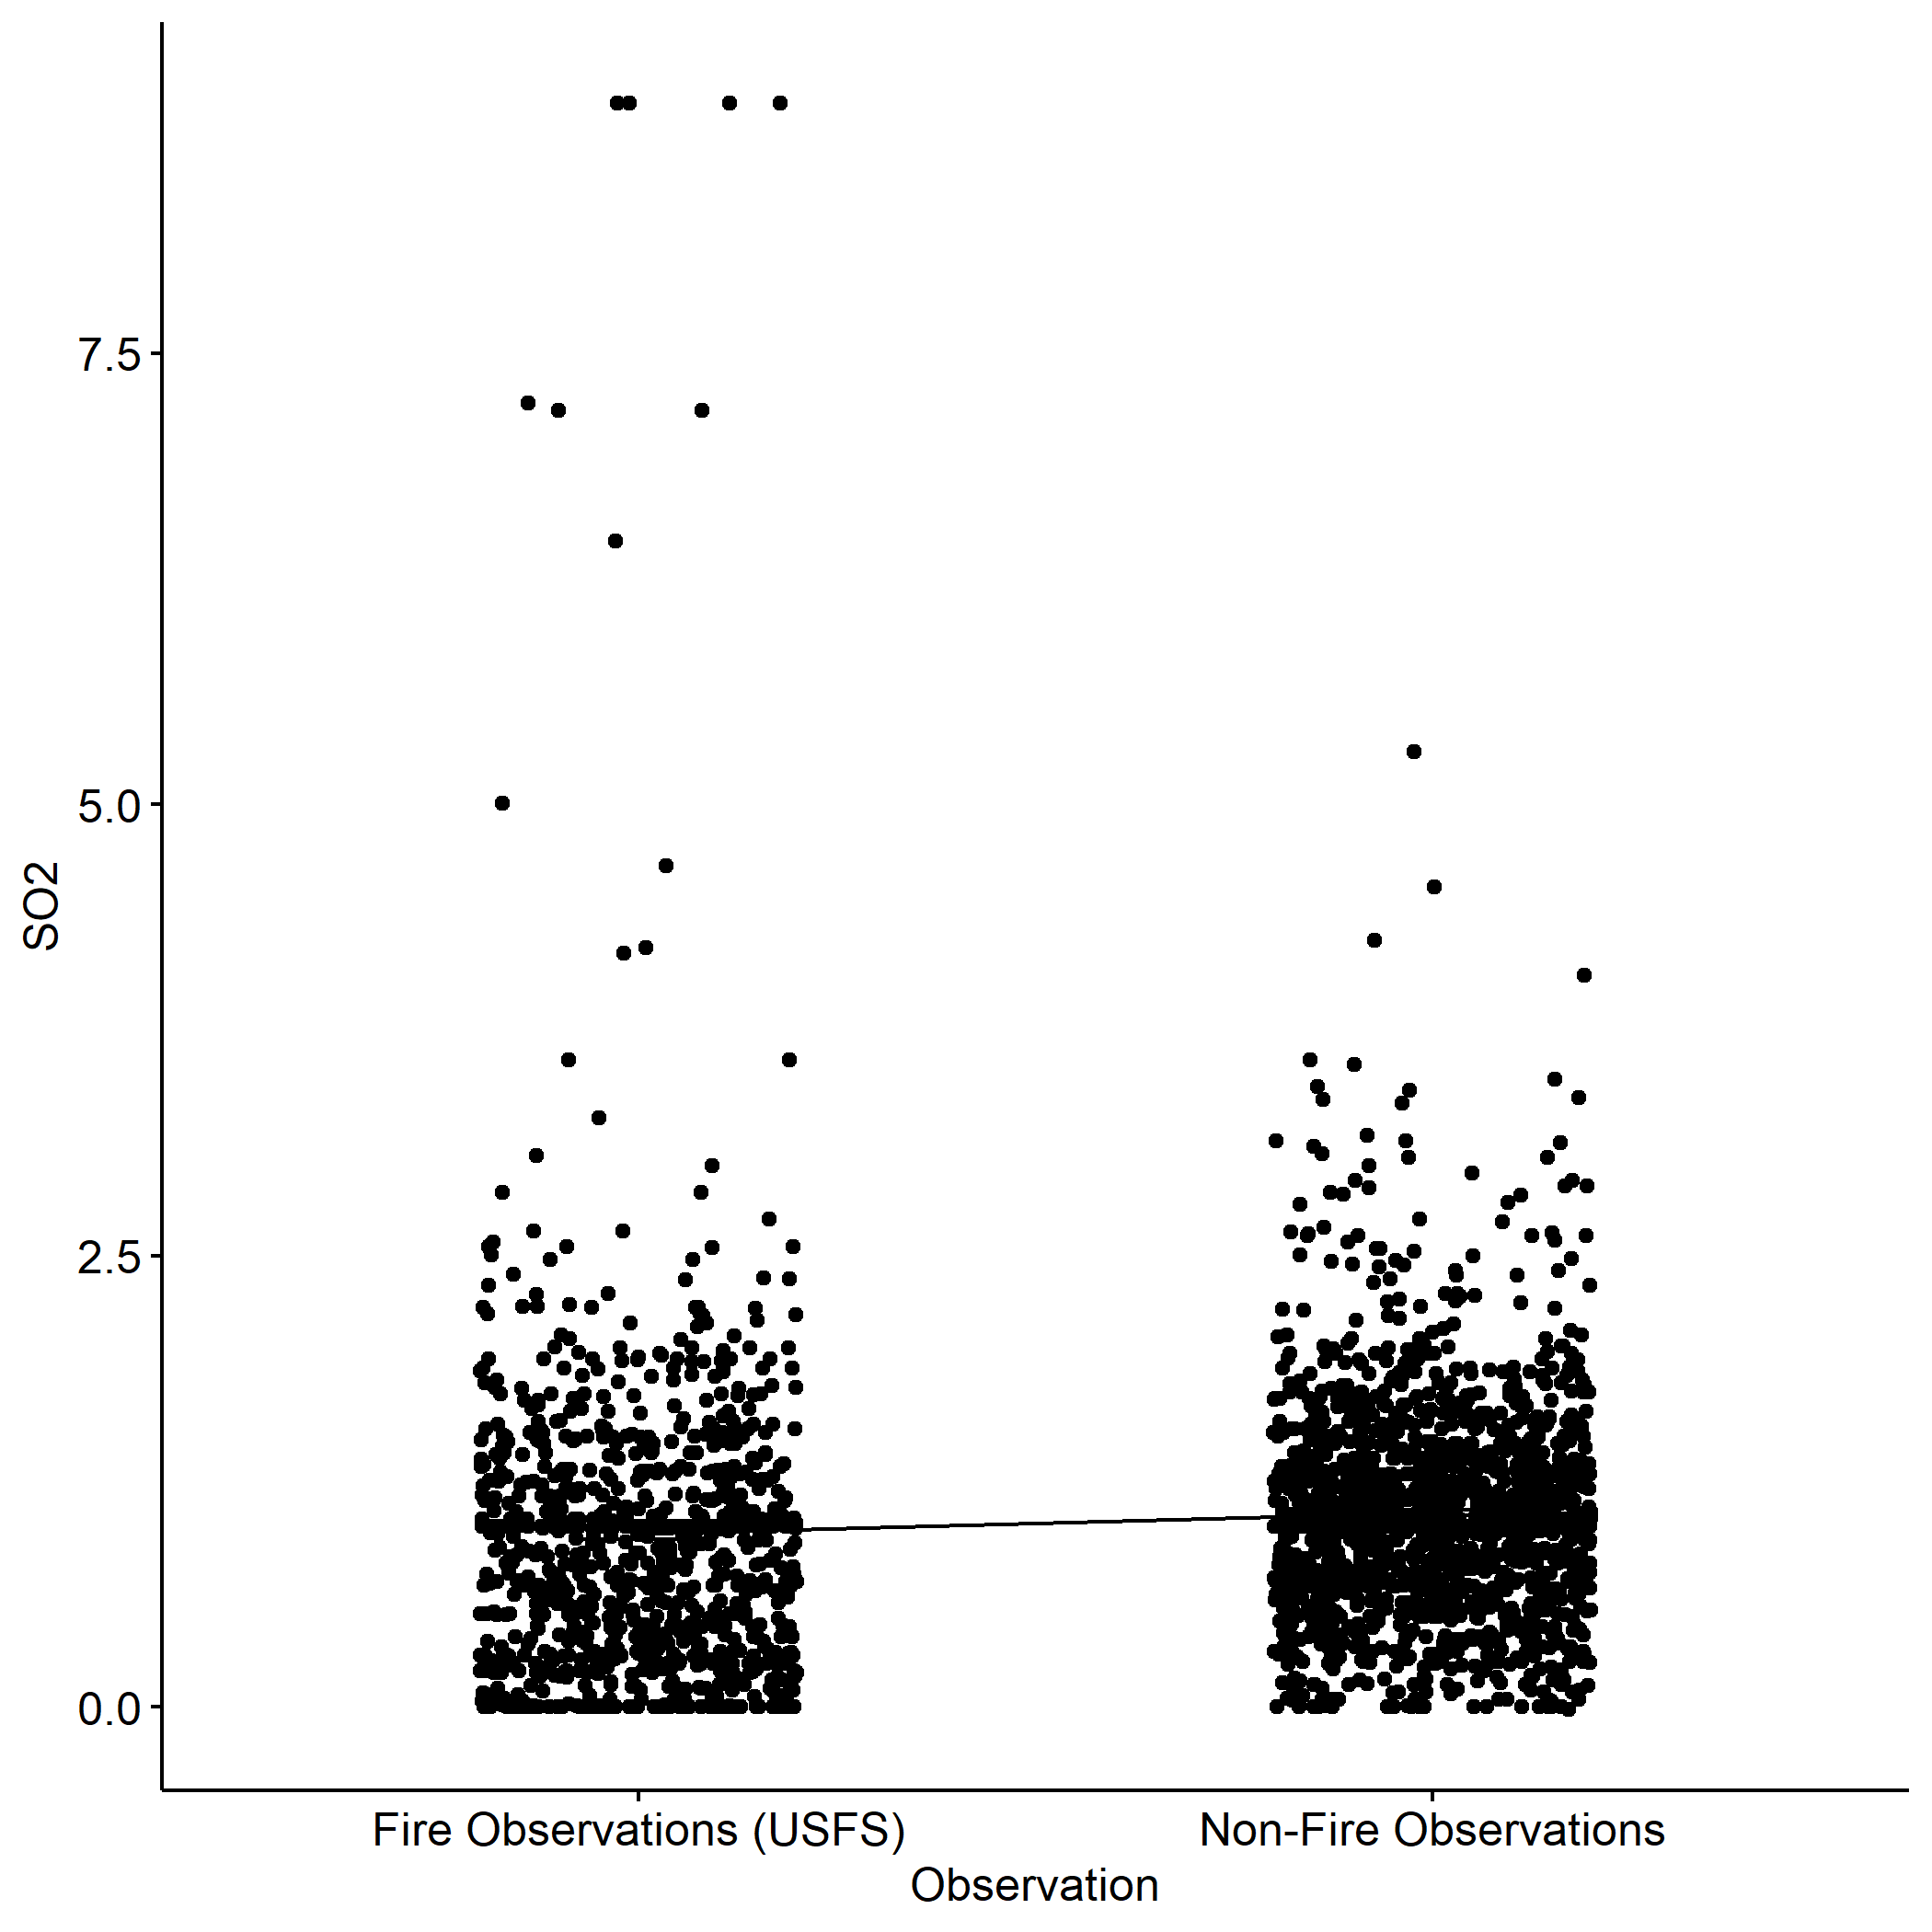 7.5
5.0
SO2
2.5
0.0
Fire Observations (USFS)
Non-Fire Observations
Observation